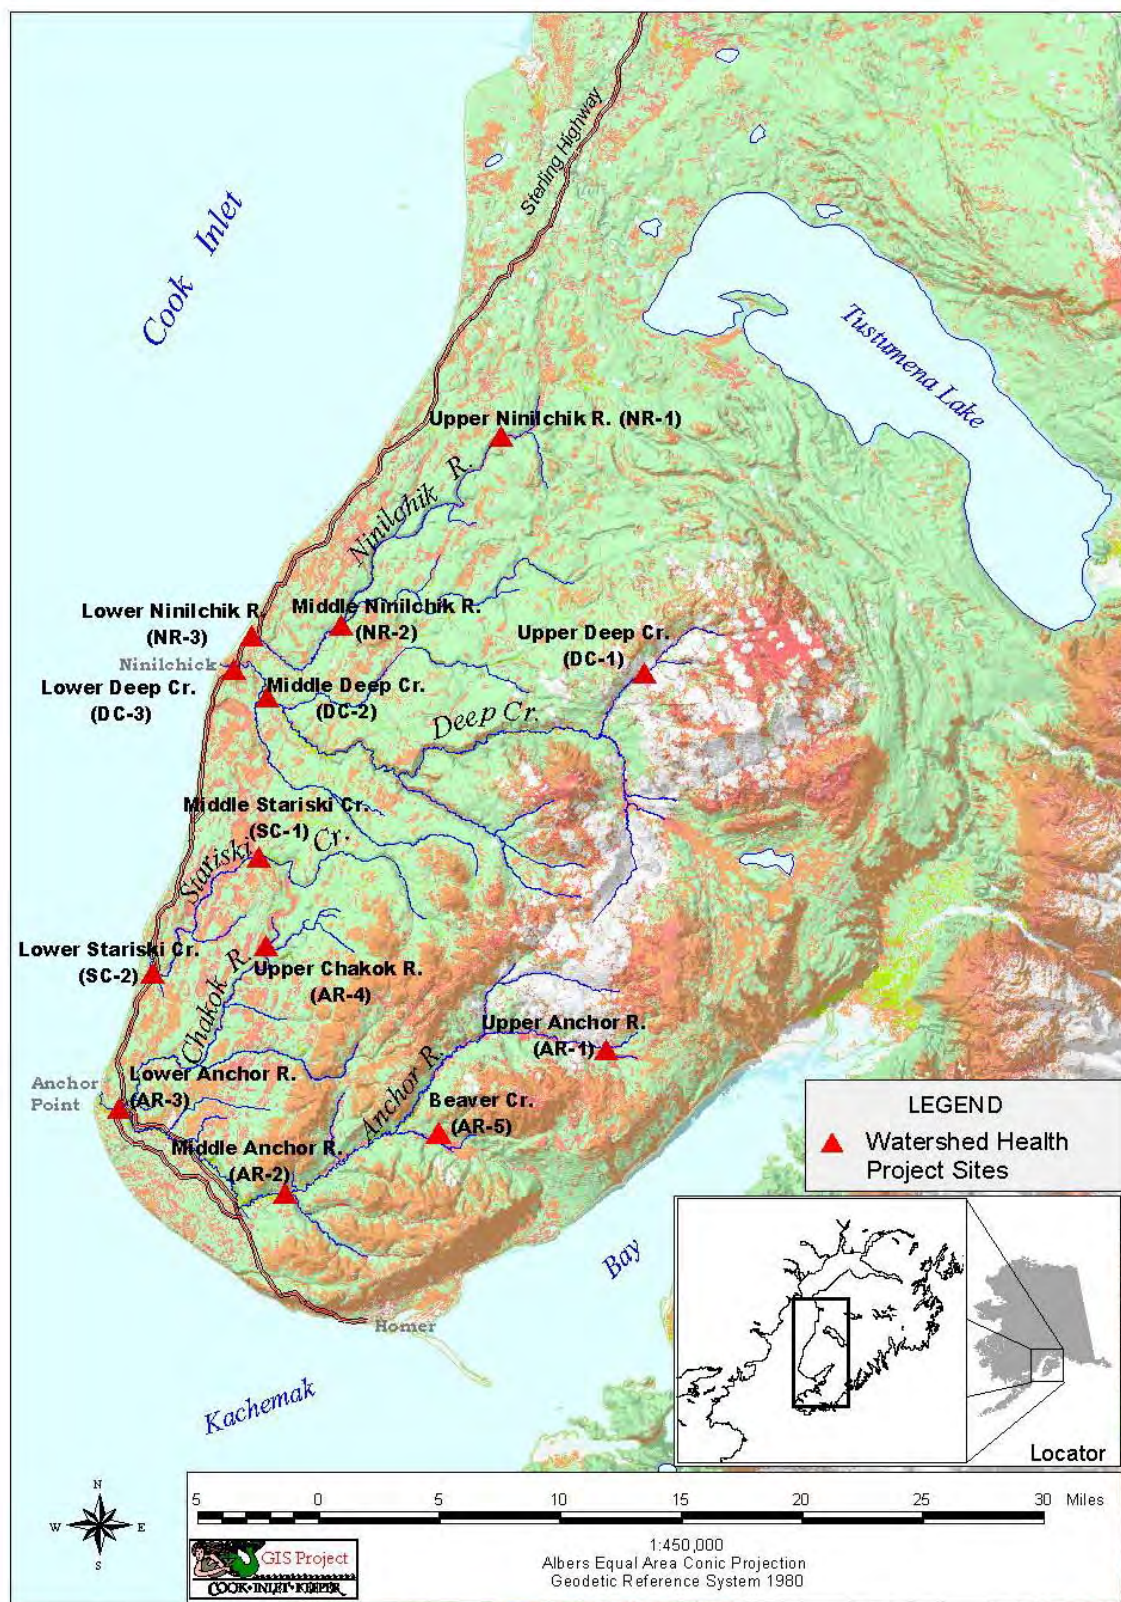 Sterling Highway
Cook Inlet
Tustumena Lake
Upper Ninilchik R. (NR-1)
Ninilchik R.
Lower Ninilchik R.
(NR-3)
Middle Ninilchik R.
(NR-2)
Upper Deep Cr.
(DC-1)
Ninilchick
Lower Deep Cr.
(DC-3)
Middle Deep Cr.
(DC-2)
Deep Cr.
Middle Stariski Cr.
(SC-1)
Stariski Cr.
Lower Stariski Cr.
(SC-2)
Chakok R.
Upper Chakok R.
(AR-4)
Upper Anchor R.
(AR-1)
Anchor
Point
Lower Anchor R.
(AR-3)
Anchor R.
Beaver Cr.
(AR-5)
Middle Anchor R.
(AR-2)
LEGEND
Watershed Health
Project Sites
Homer
Kachemak Bay
Locator
N
W E
S
5 0 5 10 15 20 25 30 Miles
1:450,000
Albers Equal Area Conic Projection
Geodetic Reference System 1980
GIS Project
COOK•INLET•KEEPER